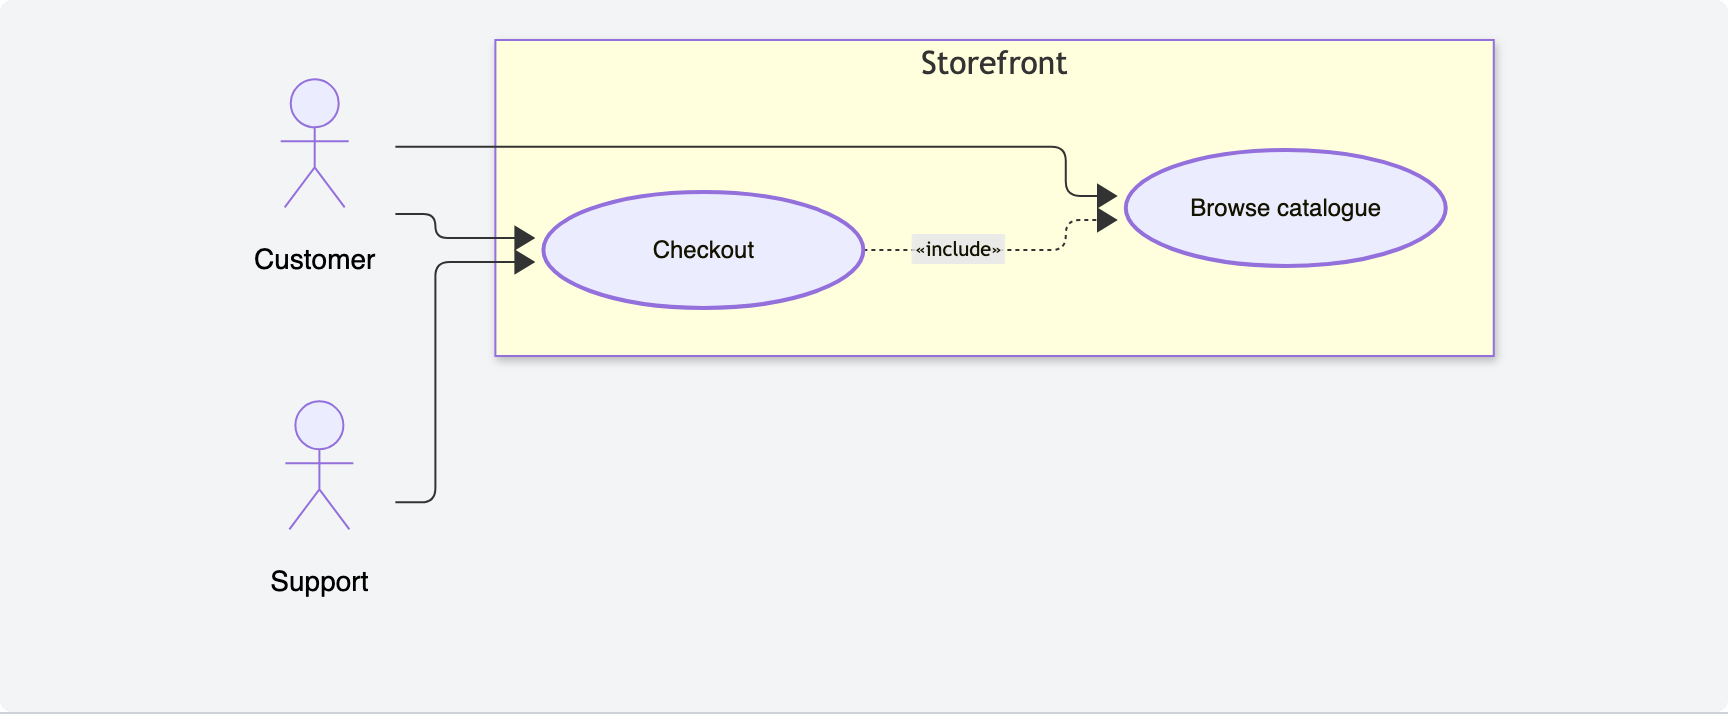 Storefront
Customer
Checkout
«include»
Browse catalogue
Support